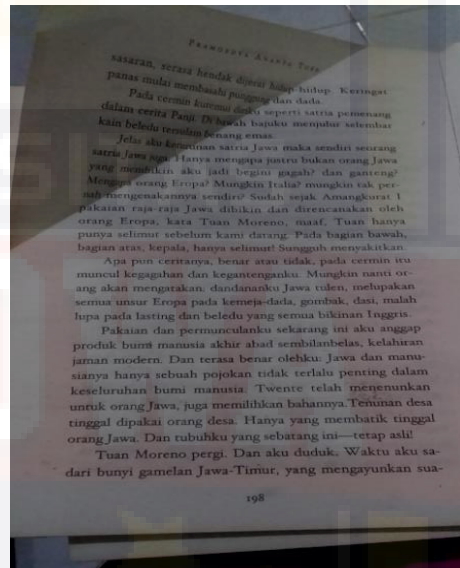 PRAMOEDYA ANANTA TOER
sasaran, serasa hendak dijerat hidup-hidup. Keringat
panas mulai membasahi punggung dan dada.
Pada cermin kutemui diriku seperti satria pemenang
dalam cerita Panji. Di bawah bajuku menjulur selembar
kain beledu tersulam benang emas.
Jelas aku keturunan satria Jawa maka sendiri seorang
satria Jawa juga. Hanya mengapa justru bukan orang Jawa
yang membikin aku jadi begini gagah? dan ganteng?
Mengapa orang Eropa? Mungkin Italia? mungkin tak per-
nah mengenakannya sendiri? Sudah sejak Amangkurat I
pakaian raja-raja Jawa dibikin dan direncanakan oleh
orang Eropa, kata Tuan Moreno, maaf, Tuan hanya
punya selimut sebelum kami datang. Pada bagian bawah,
bagian atas, kepala, hanya selimut! Sungguh menyakitkan.
Apa pun ceritanya, benar atau tidak, pada cermin itu
muncul kegagahan dan kegantenganku. Mungkin nanti or-
ang akan mengatakan: dandananku Jawa tulen, melupakan
semua unsur Eropa pada kemeja-dada, gombak, dasi, malah
lupa pada lasting dan beledu yang semua bikinan Inggris.
Pakaian dan permunculanku sekarang ini aku anggap
produk bumi manusia akhir abad sembilanbelas, kelahiran
jaman modern. Dan terasa benar olehku: Jawa dan manu-
sianya hanya sebuah pojokan tidak terlalu penting dalam
keseluruhan bumi manusia. Twente telah menenunkan
untuk orang Jawa, juga memilihkan bahannya.Tenunan desa
tinggal dipakai orang desa. Hanya yang membatik tinggal
orang Jawa. Dan tubuhku yang sebatang ini—tetap asli!
Tuan Moreno pergi. Dan aku duduk. Waktu aku sa-
dari bunyi gamelan Jawa-Timur, yang mengayunkan sua-
198